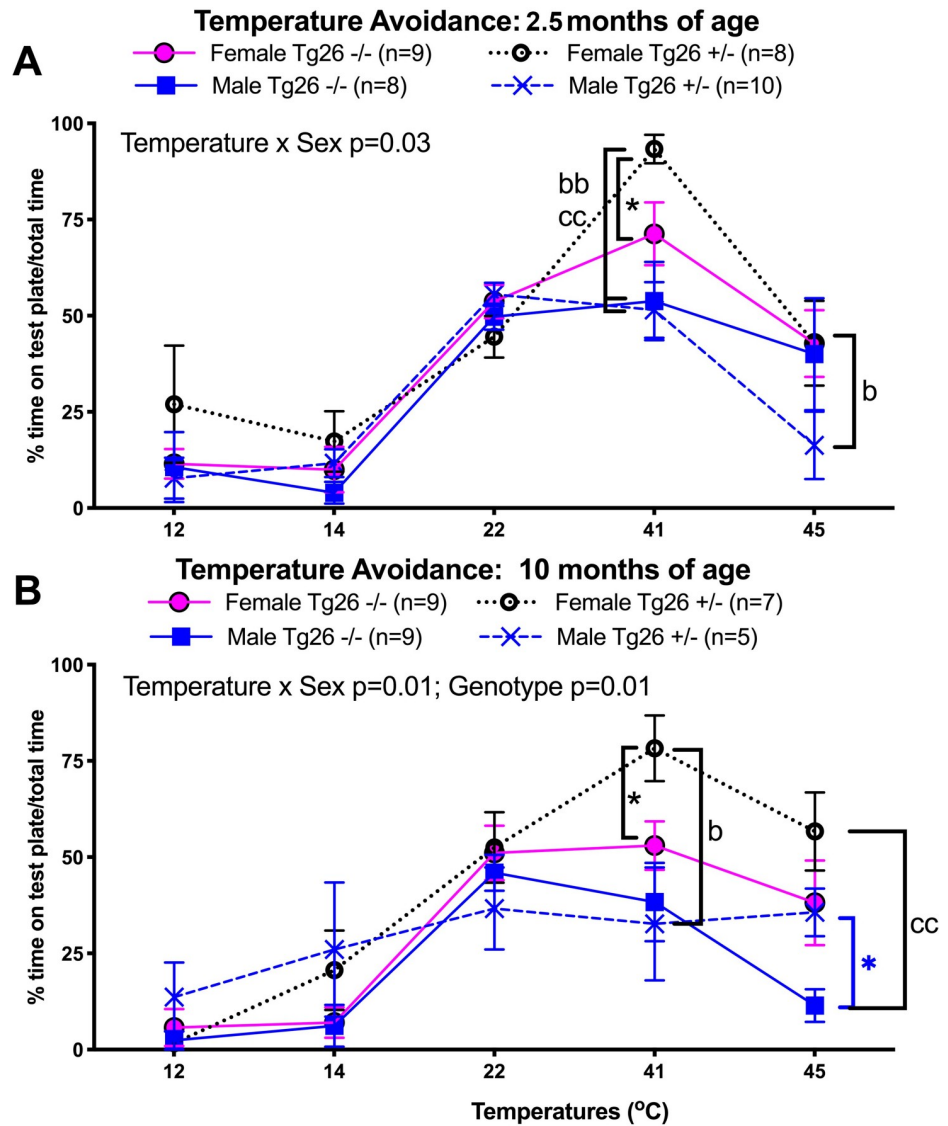 Temperature Avoidance: 2.5 months of age
A
Female Tg26 -/- (n=9)
Female Tg26 +/- (n=8)
Male Tg26 -/- (n=8)
Male Tg26 +/- (n=10)
Temperature x Sex p=0.03
% time on test plate/total time
100
75
50
25
0
bb
cc
*
b
12 14 22 41 45
Temperature Avoidance: 10 months of age
B
Female Tg26 -/- (n=9)
Female Tg26 +/- (n=7)
Male Tg26 -/- (n=9)
Male Tg26 +/- (n=5)
Temperature x Sex p=0.01; Genotype p=0.01
% time on test plate/total time
100
75
50
25
0
*
b
cc
*
12 14 22 41 45
Temperatures (ºC)